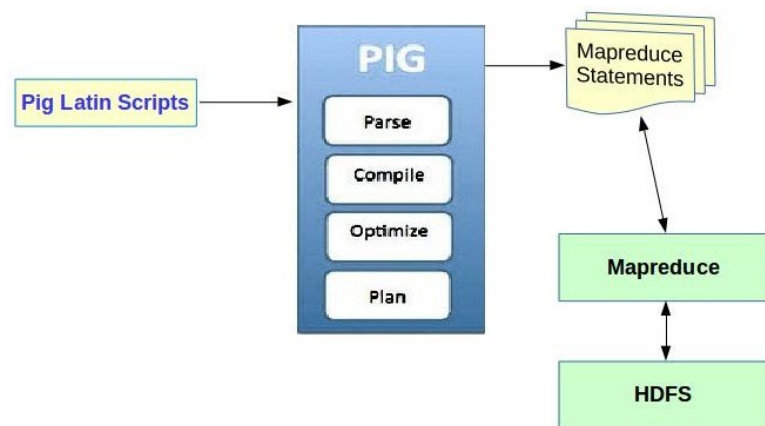 Pig Latin Scripts
PIG
Parse
Compile
Optimize
Plan
Mapreduce
Statements
Mapreduce
HDFS